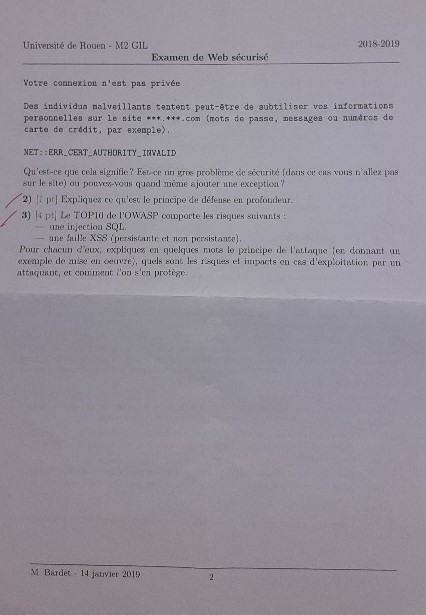 Université de Rouen - M2 GIL 2018-2019
Examen de Web sécurisé
Votre connexion n'est pas privée
Des individus malveillants tentent peut-être de subtiliser vos informations
personnelles sur le site ***.***.com (mots de passe, messages ou numéros de
carte de crédit, par exemple).
NET::ERR_CERT_AUTHORITY_INVALID
Qu'est-ce que cela signifie? Est-ce un gros problème de sécurité (dans ce cas vous n'allez pas
sur le site) ou pouvez-vous quand même ajouter une exception?
2) [1 pt] Expliquez ce qu'est le principe de défense en profondeur.
3) [4 pt] Le TOP10 de l'OWASP comporte les risques suivants :
— une injection SQL.
— une faille XSS (persistante et non persistante).
Pour chacun d'eux, expliquez en quelques mots le principe de l'attaque (en donnant un
exemple de mise en oeuvre), quels sont les risques et impacts en cas d'exploitation par un
attaquant, et comment l'on s'en protège.
M. Bardet - 14 janvier 2019 2